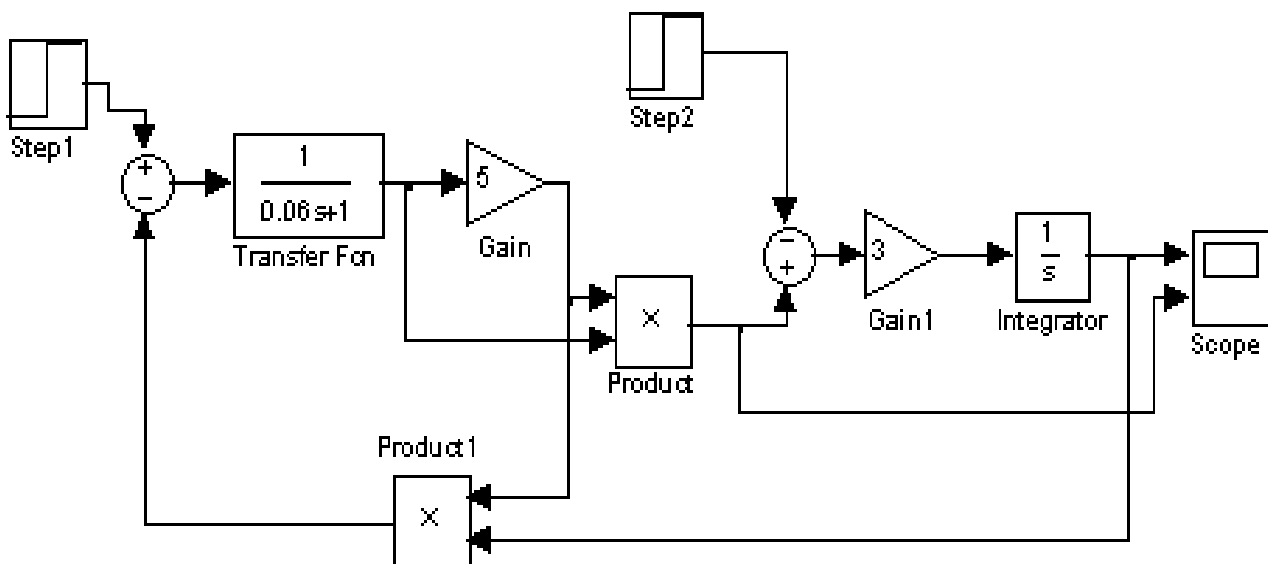 Step1
+
−
1
0.06s+1
Transfer Fcn
5
Gain
Step2
×
Product
−
+
3
Gain1
1
s
Integrator
Scope
Product1
×